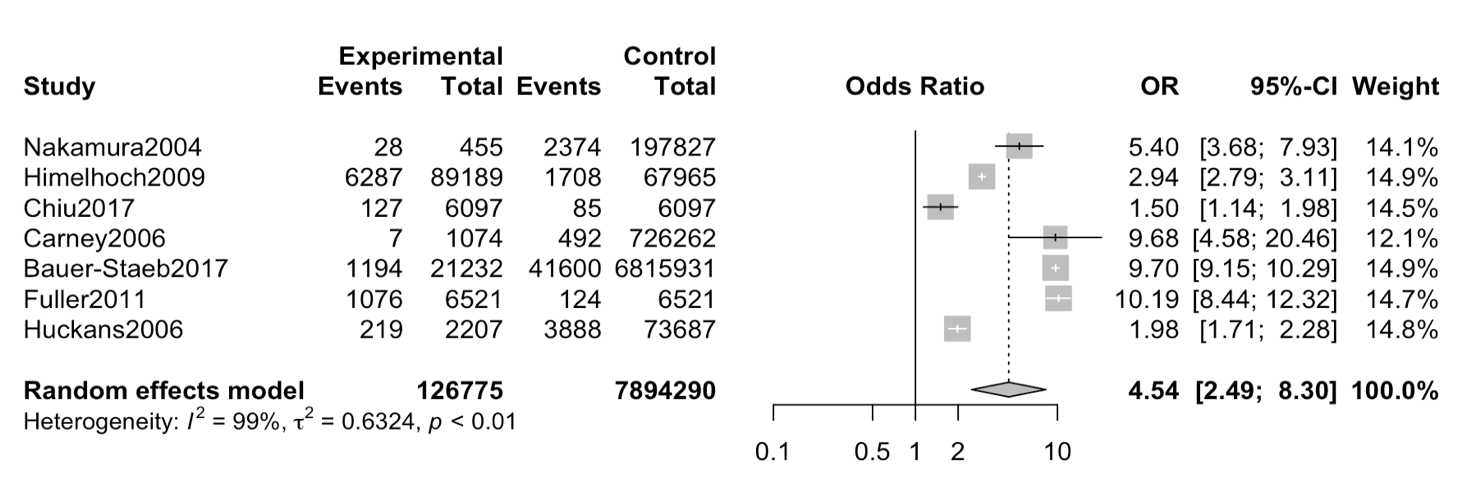 Experimental Control
Study Events Total Events Total Odds Ratio OR 95%-CI Weight
Nakamura2004 28 455 2374 197827 5.40 [3.68; 7.93] 14.1%
Himelhoch2009 6287 89189 1708 67965 2.94 [2.79; 3.11] 14.9%
Chiu2017 127 6097 85 6097 1.50 [1.14; 1.98] 14.5%
Carney2006 7 1074 492 726262 9.68 [4.58; 20.46] 12.1%
Bauer-Staeb2017 1194 21232 41600 6815931 9.70 [9.15; 10.29] 14.9%
Fuller2011 1076 6521 124 6521 10.19 [8.44; 12.32] 14.7%
Huckans2006 219 2207 3888 73687 1.98 [1.71; 2.28] 14.8%
Random effects model 126775 7894290 4.54 [2.49; 8.30] 100.0%
Heterogeneity: I² = 99%, τ² = 0.6324, p < 0.01
0.1 0.5 1 2 10